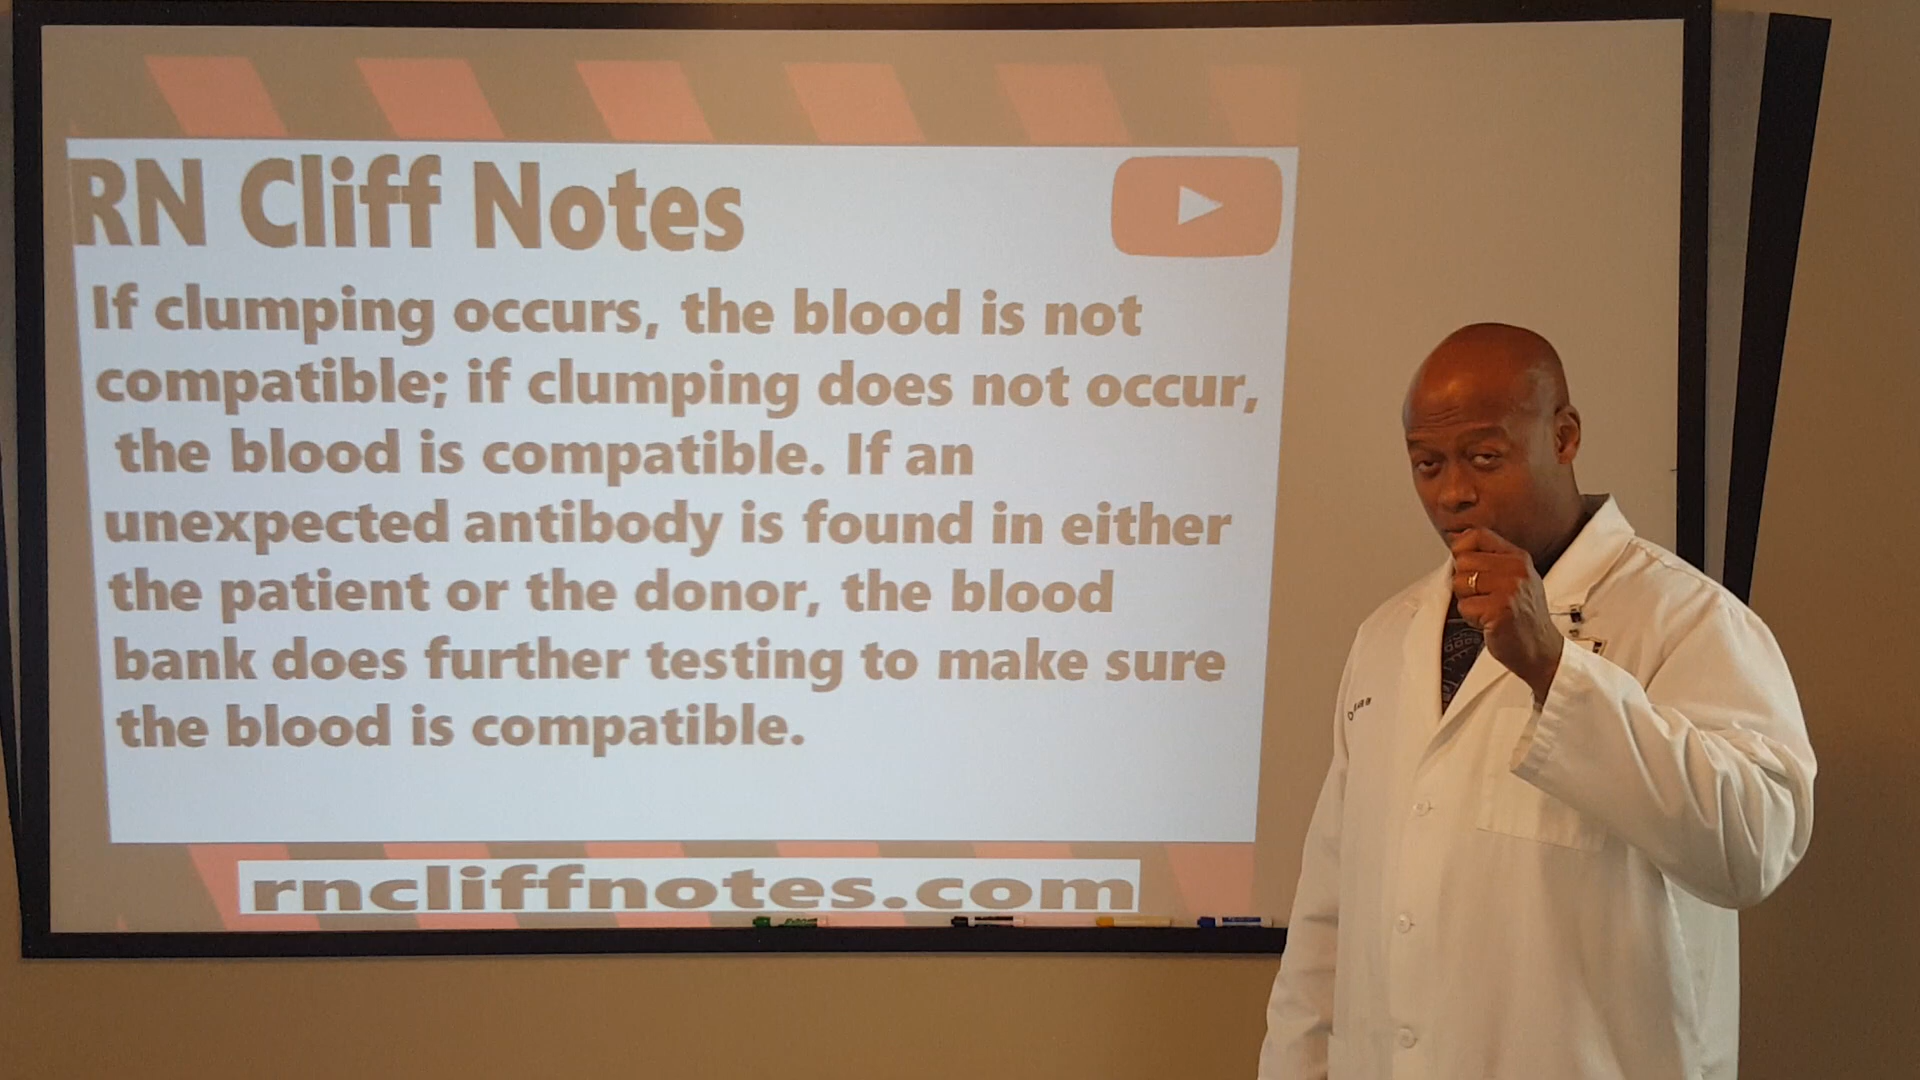 RN Cliff Notes
If clumping occurs, the blood is not
compatible; if clumping does not occur,
the blood is compatible. If an
unexpected antibody is found in either
the patient or the donor, the blood
bank does further testing to make sure
the blood is compatible.
rncliffnotes.com